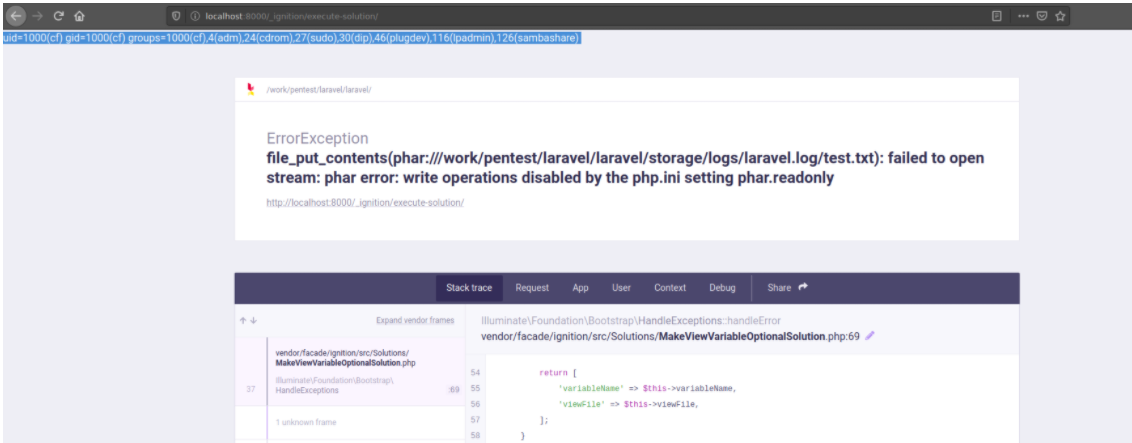 localhost:8000/_ignition/execute-solution/
uid=1000(cf) gid=1000(cf) groups=1000(cf),4(adm),24(cdrom),27(sudo),30(dip),46(plugdev),116(lpadmin),126(sambashare)
/work/pentest/laravel/laravel/
ErrorException
file_put_contents(phar:///work/pentest/laravel/laravel/storage/logs/laravel.log/test.txt): failed to open
stream: phar error: write operations disabled by the php.ini setting phar.readonly
http://localhost:8000/_ignition/execute-solution/
Stack trace Request App User Context Debug Share
Expand vendor frames
Illuminate\Foundation\Bootstrap\HandleExceptions::handleError
vendor/facade/ignition/src/Solutions/MakeViewVariableOptionalSolution.php:69
vendor/facade/ignition/src/Solutions/
MakeViewVariableOptionalSolution.php
Illuminate\Foundation\Bootstrap\
37 HandleExceptions :69
1 unknown frame
54 return [
55 'variableName' => $this->variableName,
56 'viewFile' => $this->viewFile,
57 ];
58 }